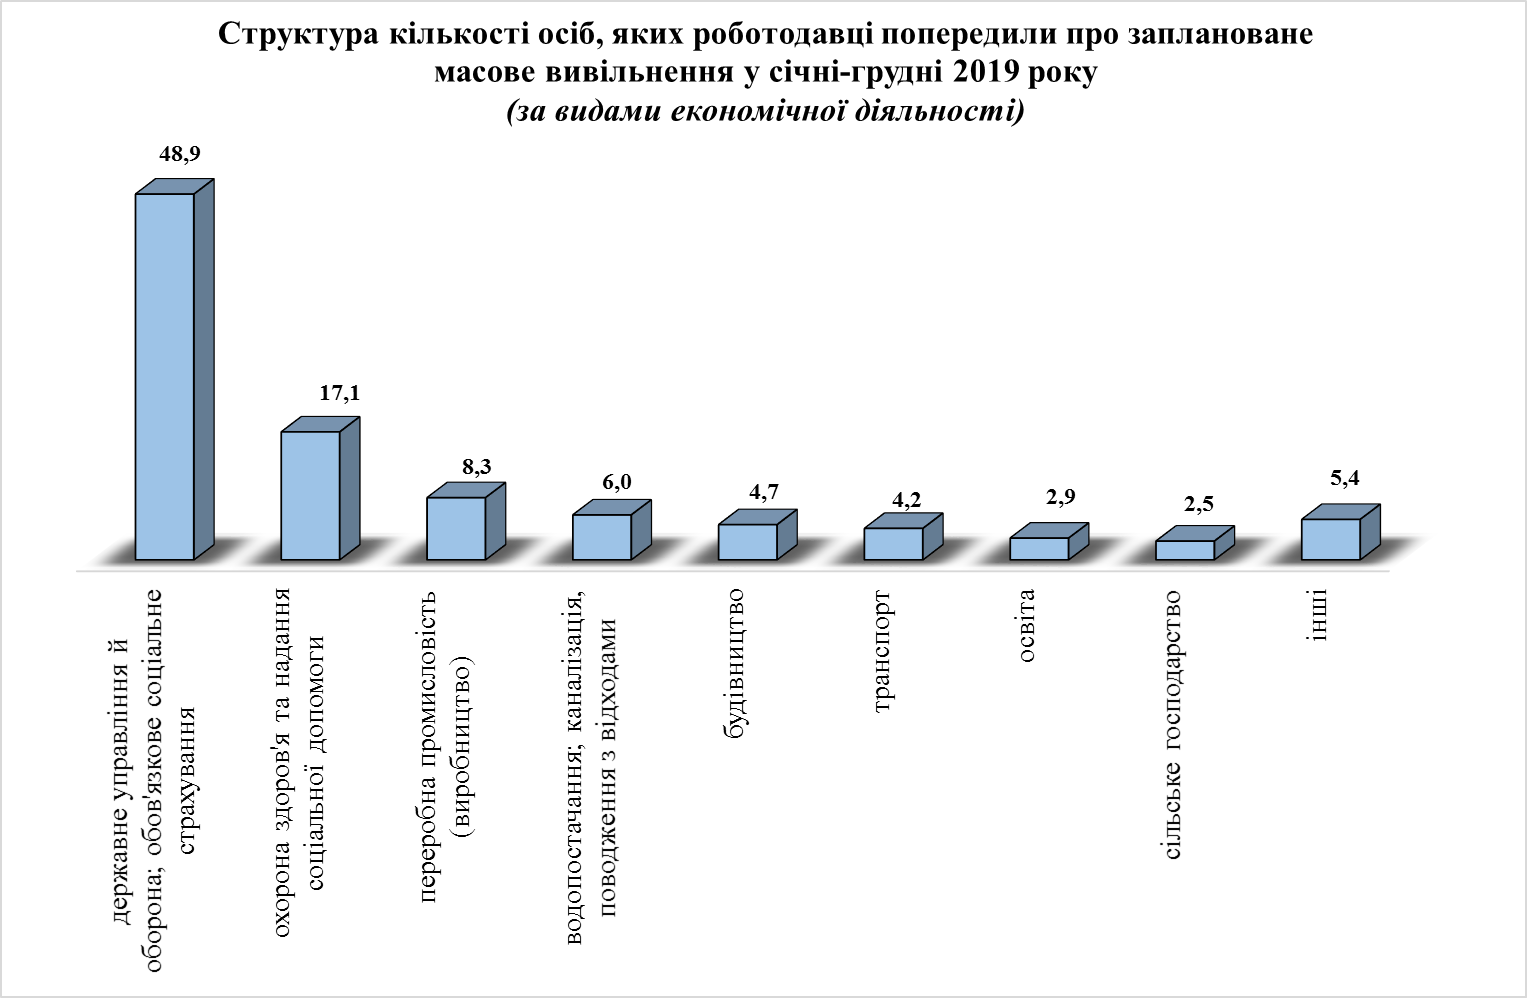 Структура кількості осіб, яких роботодавці попередили про заплановане
масове вивільнення у січні-грудні 2019 року
(за видами економічної діяльності)
48,9
17,1
8,3
6,0
4,7
4,2
2,9
2,5
5,4
державне управління й
оборона; обов'язкове соціальне
страхування
охорона здоров'я та надання
соціальної допомоги
переробна промисловість
(виробництво)
водопостачання; каналізація,
поводження з відходами
будівництво
транспорт
освіта
сільське господарство
інші